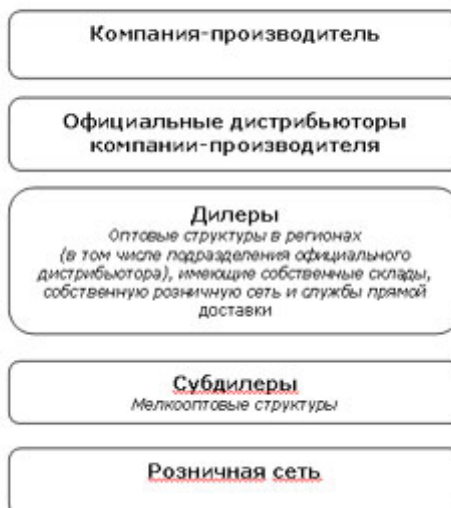 Компания-производитель
Официальные дистрибьюторы
компании-производителя
Дилеры
Оптовые структуры в регионах
(в том числе подразделения официального
дистрибьютора), имеющие собственные склады,
собственную розничную сеть и службы прямой
доставки
Субдилеры
Мелкооптовые структуры
Розничная сеть